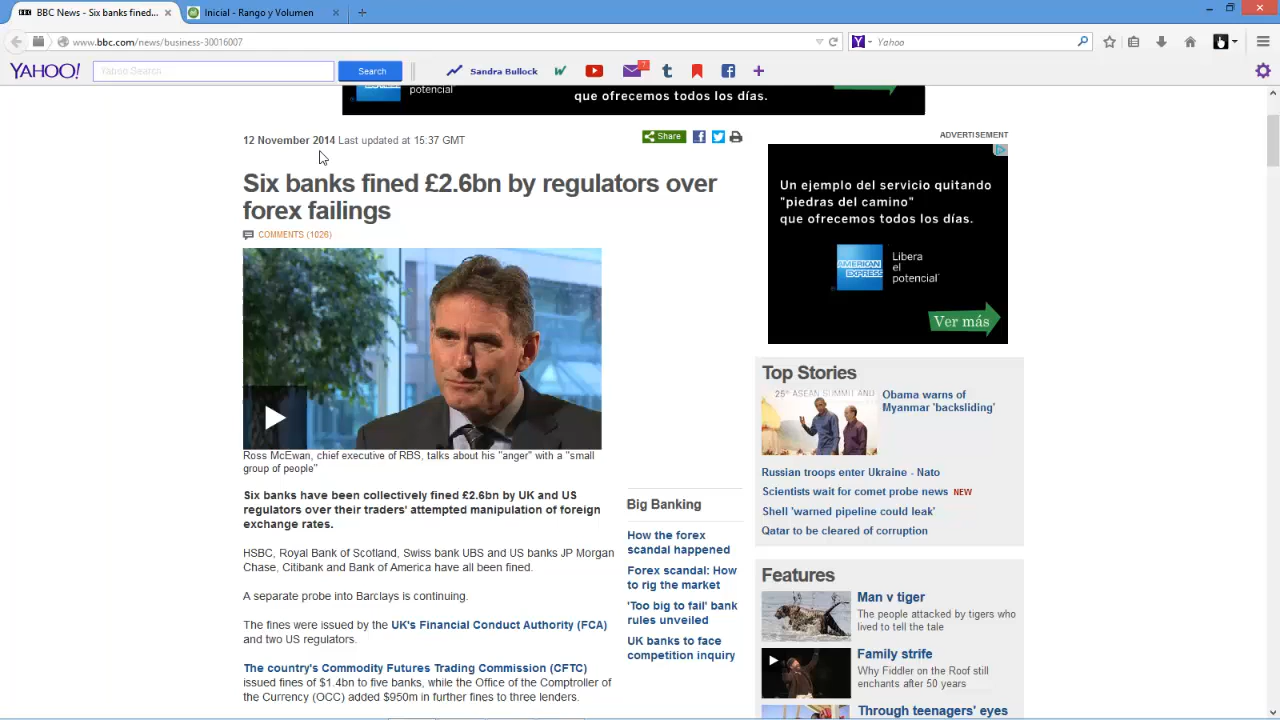 BBC News - Six banks fined...
Inicial - Rango y Volumen
www.bbc.com/news/business-30016007
Yahoo
YAHOO!
Yahoo Search
Search
Sandra Bullock
7
potencial
que ofrecemos todos los días.
12 November 2014 Last updated at 15:37 GMT
Share
ADVERTISEMENT
Six banks fined £2.6bn by regulators over
forex failings
COMMENTS (1026)
Un ejemplo del servicio quitando
"piedras del camino"
que ofrecemos todos los días.
AMERICAN
EXPRESS
Libera
el
potencial
Ver más
Ross McEwan, chief executive of RBS, talks about his "anger" with a "small
group of people"
Six banks have been collectively fined £2.6bn by UK and US
regulators over their traders' attempted manipulation of foreign
exchange rates.
HSBC, Royal Bank of Scotland, Swiss bank UBS and US banks JP Morgan
Chase, Citibank and Bank of America have all been fined.
A separate probe into Barclays is continuing.
The fines were issued by the UK's Financial Conduct Authority (FCA)
and two US regulators.
The country's Commodity Futures Trading Commission (CFTC)
issued fines of $1.4bn to five banks, while the Office of the Comptroller of
the Currency (OCC) added $950m in further fines to three lenders.
Big Banking
How the forex
scandal happened
Forex scandal: How
to rig the market
'Too big to fail' bank
rules unveiled
UK banks to face
competition inquiry
Top Stories
25th ASEAN SUMMIT AND
Obama warns of
Myanmar 'backsliding'
Russian troops enter Ukraine - Nato
Scientists wait for comet probe news NEW
Shell 'warned pipeline could leak'
Qatar to be cleared of corruption
Features
Man v tiger
The people attacked by tigers who
lived to tell the tale
Family strife
Why Fiddler on the Roof still
enchants after 50 years
Through teenagers' eyes